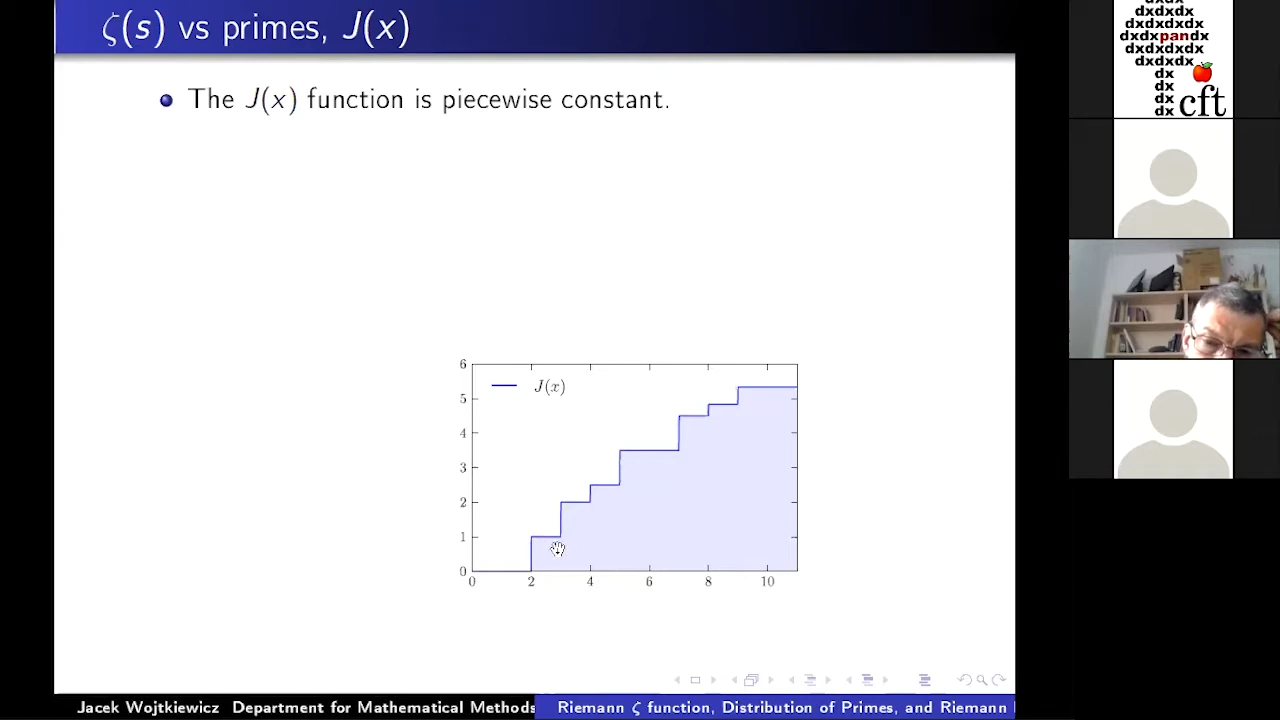 ζ(s) vs primes, J(x)
The J(x) function is piecewise constant.
J(x)
6
5
4
3
2
1
0
0 2 4 6 8 10
Jacek Wojtkiewicz Department for Mathematical Methods
Riemann ζ function, Distribution of Primes, and Riemann
dxdxdx
dxdxdx
dxdxdxdx
dxdxpandx
dxdxdxdx
dxdxdx
dx
dx
dx
dx
cft